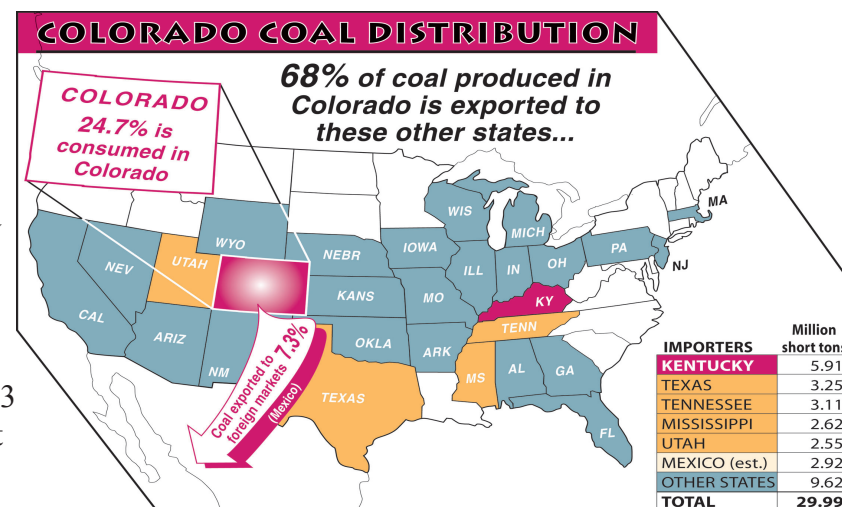 COLORADO COAL DISTRIBUTION
68% of coal produced in
Colorado is exported to
these other states...
COLORADO
24.7% is
consumed in
Colorado
WIS
MICH
MA
WYO
NEBR
IOWA
PA
NJ
NEV
UTAH
ILL
IN
OH
CAL
KANS
MO
KY
ARIZ
NM
OKLA
ARK
TENN
MS
AL
GA
TEXAS
FL
Coal exported to
foreign markets 7.3%
(Mexico)
3
IMPORTERS Million short tons
KENTUCKY 5.91
TEXAS 3.25
TENNESSEE 3.11
MISSISSIPPI 2.62
UTAH 2.55
MEXICO (est.) 2.92
OTHER STATES 9.62
TOTAL 29.99